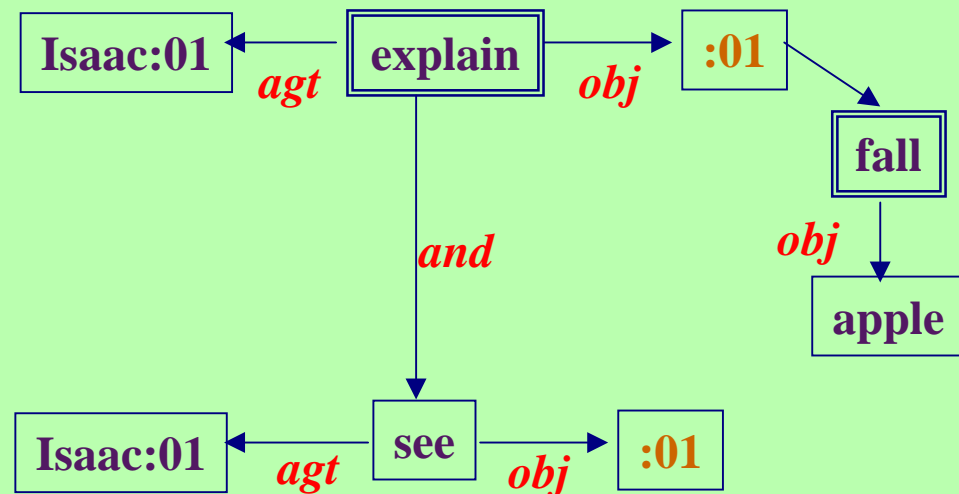 Isaac:01 agt explain obj :01
fall
and obj
apple
Isaac:01 agt see obj :01